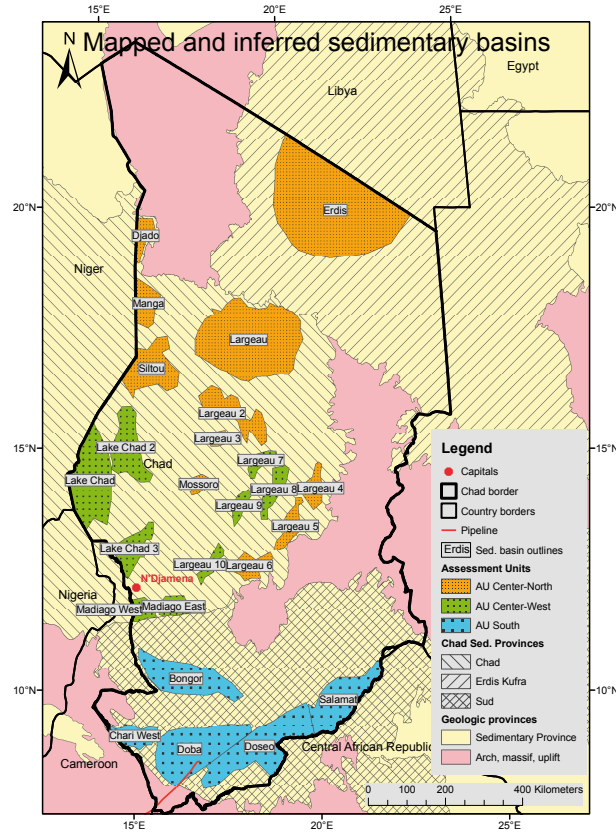 15°E 20°E 25°E
N
Mapped and inferred sedimentary basins
Egypt
Libya
20°N 20°N
Erdis
Djado
Niger
Manga
Largeau
Siltou
Largeau 2
Largeau 3
15°N 15°N
Lake Chad 2
Largeau 7
Chad
Lake Chad
Mossoro
Largeau 8
Largeau 4
Largeau 9
Largeau 5
Lake Chad 3
Largeau 10
Largeau 6
N'Djamena
Nigeria
Madiago West
Madiago East
10°N 10°N
Bongor
Salamat
Chari West
Doba
Doseo
Central African Republic
Cameroon
Legend
Capitals
Chad border
Country borders
Pipeline
Erdis Sed. basin outlines
Assessment Units
AU Center-North
AU Center-West
AU South
Chad Sed. Provinces
Chad
Erdis Kufra
Sud
Geologic provinces
Sedimentary Province
Arch, massif, uplift
0 200 400 Kilometers
15°E 20°E 25°E